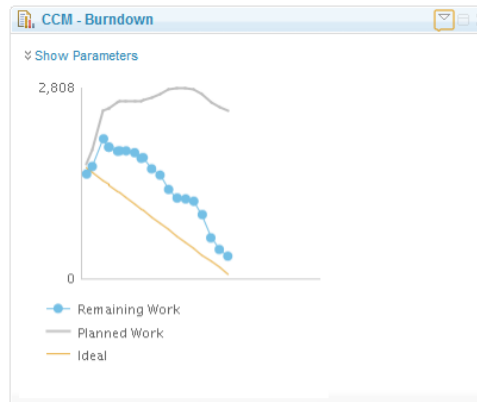 CCM - Burndown
Show Parameters
2,808
0
Remaining Work
Planned Work
Ideal